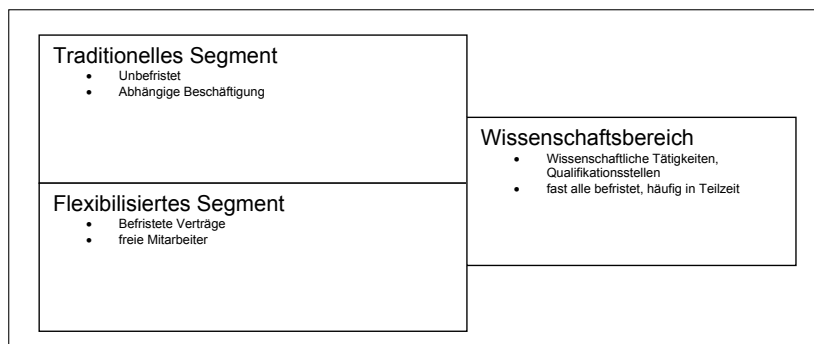 Traditionelles Segment
• Unbefristet
• Abhängige Beschäftigung
Flexibilisiertes Segment
• Befristete Verträge
• freie Mitarbeiter
Wissenschaftsbereich
• Wissenschaftliche Tätigkeiten,
Qualifikationsstellen
• fast alle befristet, häufig in Teilzeit